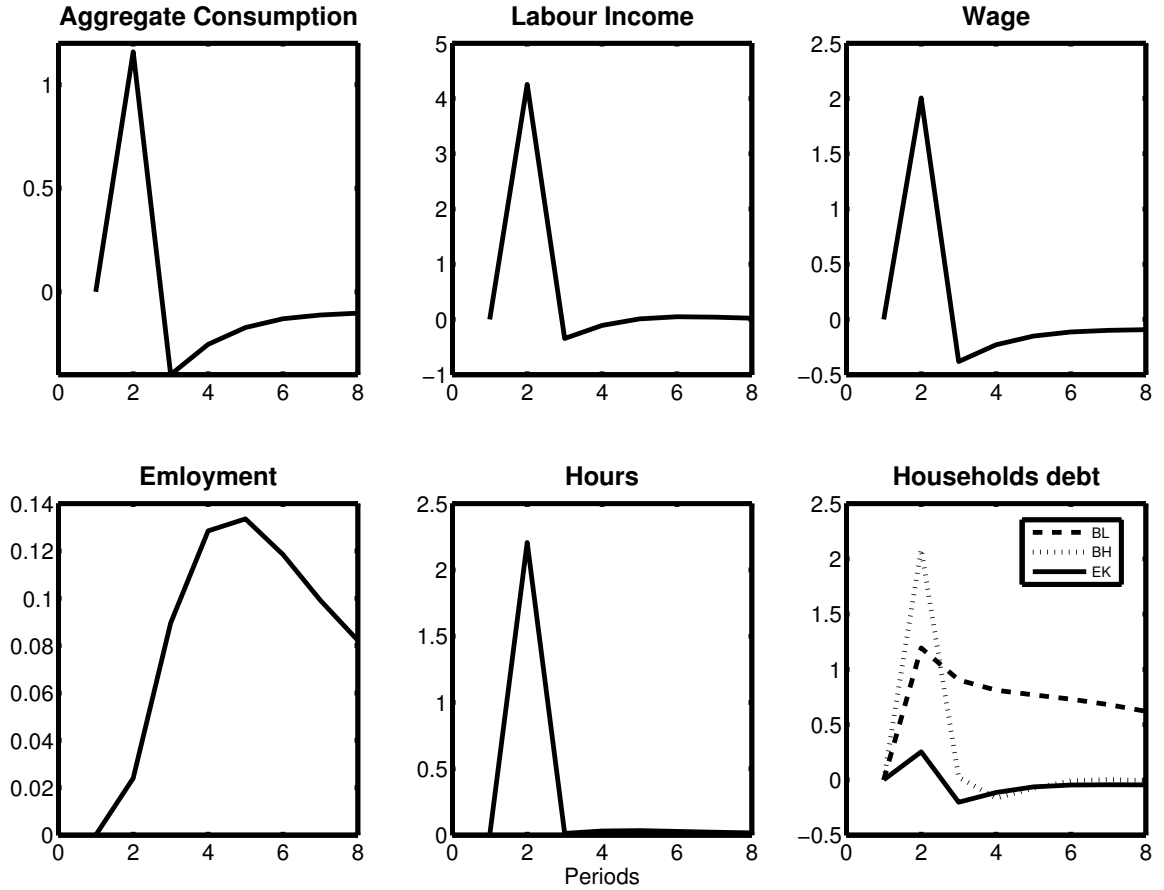 Aggregate Consumption
1
0.5
0
0 2 4 6 8
Labour Income
5
4
3
2
1
0
−1
0 2 4 6 8
Wage
2.5
2
1.5
1
0.5
0
−0.5
0 2 4 6 8
Emloyment
0.14
0.12
0.1
0.08
0.06
0.04
0.02
0
0 2 4 6 8
Hours
2.5
2
1.5
1
0.5
0
0 2 4 6 8
Periods
Households debt
2.5
2
1.5
1
0.5
0
−0.5
0 2 4 6 8
BL
BH
EK